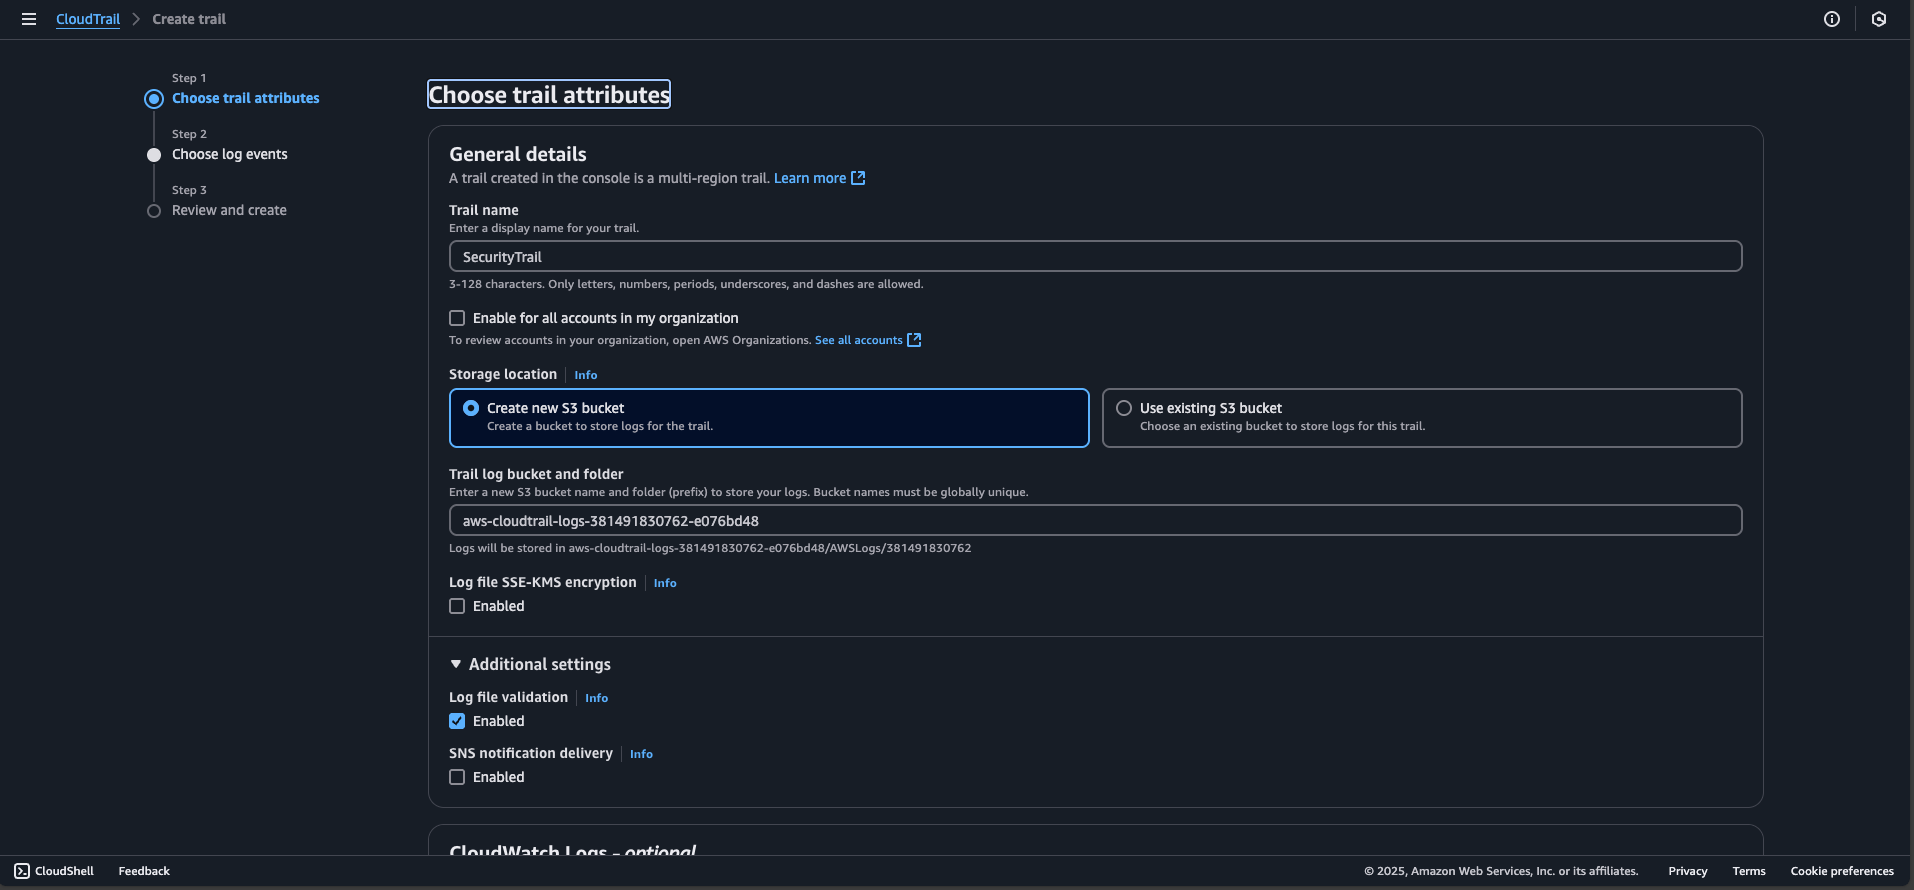 CloudTrail > Create trail
Step 1
Choose trail attributes
Step 2
Choose log events
Step 3
Review and create
Choose trail attributes
General details
A trail created in the console is a multi-region trail. Learn more
Trail name
Enter a display name for your trail.
SecurityTrail
3-128 characters. Only letters, numbers, periods, underscores, and dashes are allowed.
Enable for all accounts in my organization
To review accounts in your organization, open AWS Organizations. See all accounts
Storage location | Info
Create new S3 bucket
Create a bucket to store logs for the trail.
Use existing S3 bucket
Choose an existing bucket to store logs for this trail.
Trail log bucket and folder
Enter a new S3 bucket name and folder (prefix) to store your logs. Bucket names must be globally unique.
aws-cloudtrail-logs-381491830762-e076bd48
Logs will be stored in aws-cloudtrail-logs-381491830762-e076bd48/AWSLogs/381491830762
Log file SSE-KMS encryption | Info
Enabled
Additional settings
Log file validation | Info
Enabled
SNS notification delivery | Info
Enabled
CloudWatch Logs - optional
CloudShell Feedback © 2025, Amazon Web Services, Inc. or its affiliates. Privacy Terms Cookie preferences